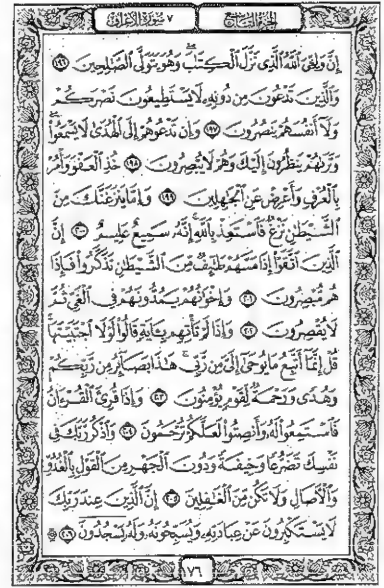 الجزء التاسع ٧ سورة الأعراف
إِنَّ وَلِـِّۧيَ ٱللَّهُ ٱلَّذِي نَزَّلَ ٱلْكِتَٰبَ ۖ وَهُوَ يَتَوَلَّى ٱلصَّٰلِحِينَ ١٩٦
وَٱلَّذِينَ تَدْعُونَ مِن دُونِهِۦ لَا يَسْتَطِيعُونَ نَصْرَكُمْ
وَلَآ أَنفُسَهُمْ يَنصُرُونَ ١٩٧ وَإِن تَدْعُوهُمْ إِلَى ٱلْهُدَىٰ لَا يَسْمَعُوا۟ ۖ
وَتَرَىٰهُمْ يَنظُرُونَ إِلَيْكَ وَهُمْ لَا يُبْصِرُونَ ١٩٨ خُذِ ٱلْعَفْوَ وَأْمُرْ
بِٱلْعُرْفِ وَأَعْرِضْ عَنِ ٱلْجَٰهِلِينَ ١٩٩ وَإِمَّا يَنزَغَنَّكَ مِنَ
ٱلشَّيْطَٰنِ نَزْغٌ فَٱسْتَعِذْ بِٱللَّهِ ۚ إِنَّهُۥ سَمِيعٌ عَلِيمٌ ٢٠٠ إِنَّ
ٱلَّذِينَ ٱتَّقَوْا۟ إِذَا مَسَّهُمْ طَٰٓئِفٌ مِّنَ ٱلشَّيْطَٰنِ تَذَكَّرُوا۟ فَإِذَا
هُم مُّبْصِرُونَ ٢٠١ وَإِخْوَٰنُهُمْ يَمُدُّونَهُمْ فِي ٱلْغَيِّ ثُمَّ
لَا يُقْصِرُونَ ٢٠٢ وَإِذَا لَمْ تَأْتِهِم بِـَٔايَةٍ قَالُوا۟ لَوْلَا ٱجْتَبَيْتَهَا ۚ
قُلْ إِنَّمَآ أَتَّبِعُ مَا يُوحَىٰٓ إِلَيَّ مِن رَّبِّي ۚ هَٰذَا بَصَآئِرُ مِن رَّبِّكُمْ
وَهُدًى وَرَحْمَةٌ لِّقَوْمٍ يُؤْمِنُونَ ٢٠٣ وَإِذَا قُرِئَ ٱلْقُرْءَانُ
فَٱسْتَمِعُوا۟ لَهُۥ وَأَنصِتُوا۟ لَعَلَّكُمْ تُرْحَمُونَ ٢٠٤ وَٱذْكُر رَّبَّكَ فِي
نَفْسِكَ تَضَرُّعًا وَخِيفَةً وَدُونَ ٱلْجَهْرِ مِنَ ٱلْقَوْلِ بِٱلْغُدُوِّ
وَٱلْءَاصَالِ وَلَا تَكُن مِّنَ ٱلْغَٰفِلِينَ ٢٠٥ إِنَّ ٱلَّذِينَ عِندَ رَبِّكَ
لَا يَسْتَكْبِرُونَ عَنْ عِبَادَتِهِۦ وَيُسَبِّحُونَهُۥ وَلَهُۥ يَسْجُدُونَ ۩ ٢٠٦
١٧٦